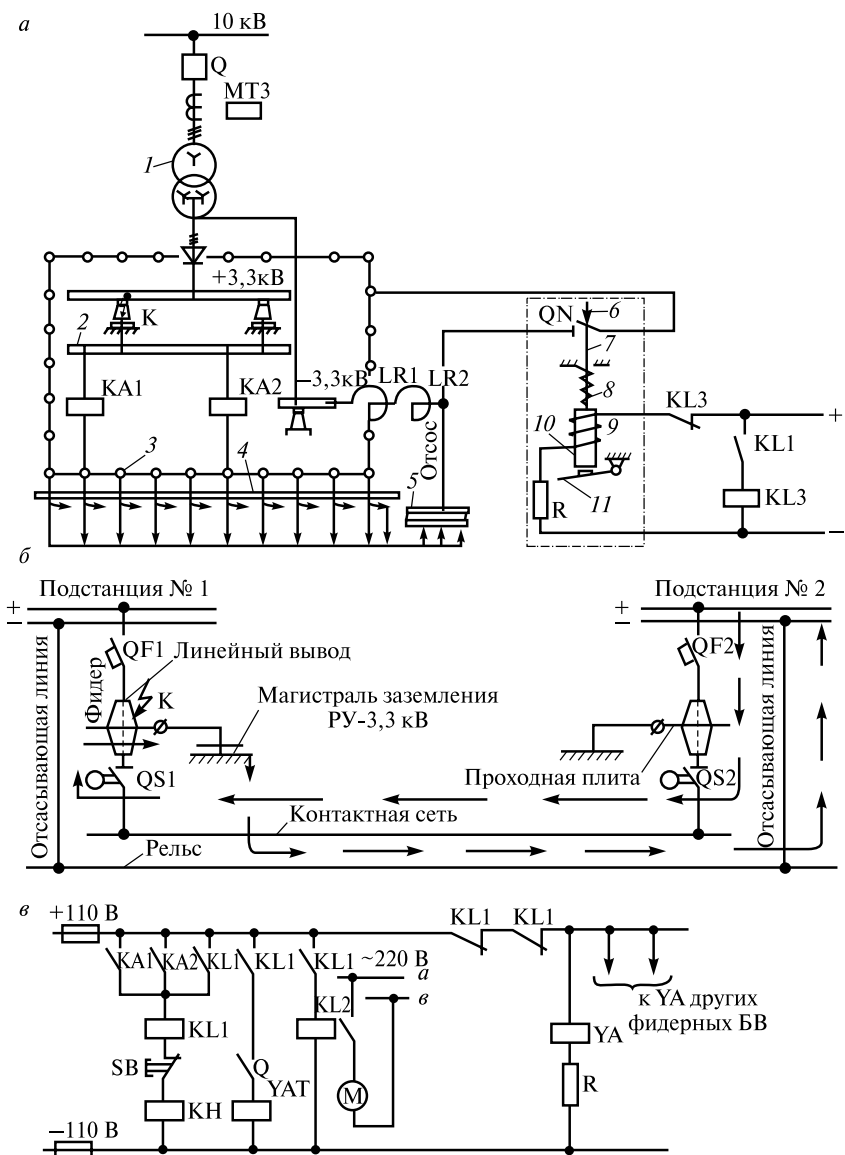 а
10 кВ
Q
МТЗ
1
+3,3кВ
K
2
KA1
KA2
−3,3кВ
LR1
LR2
QN
6
7
8
9
10
11
R
KL3
+
KL1
KL3
−
3
4
5
Отсос
б
Подстанция № 1
Подстанция № 2
+
−
+
−
QF1
Линейный вывод
QF2
Фидер
K
Магистраль заземления
РУ-3,3 кВ
QS1
Проходная плита
QS2
Отсасывающая линия
Отсасывающая линия
Контактная сеть
Рельс
в
+110 В
KL1
KL1
KA1
KA2
KL1
KL1
KL1
~220 В
а
в
KL2
к YA других
фидерных БВ
KL1
YA
SB
Q
YAT
M
R
KH
−110 В